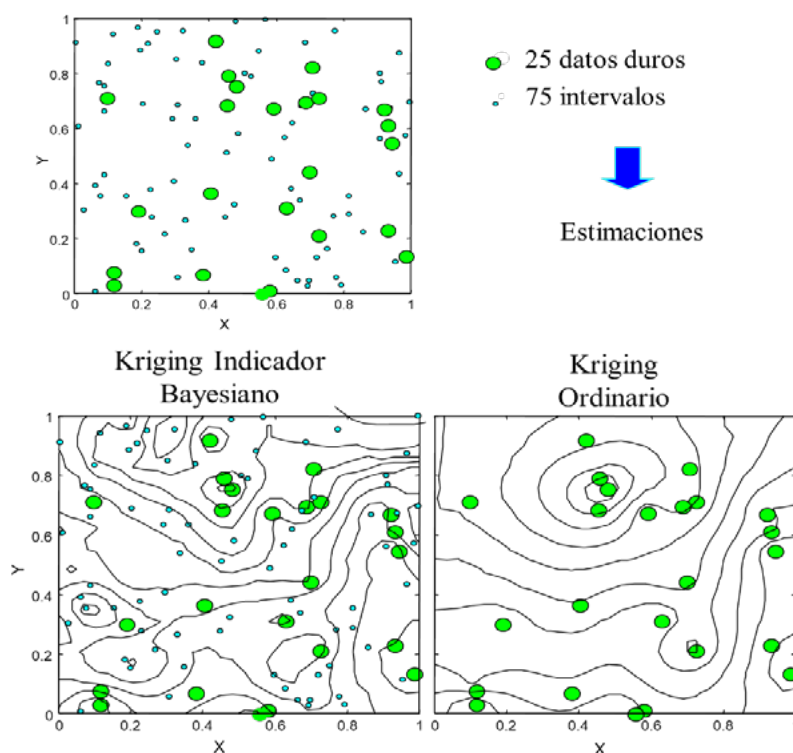 1
0.8
0.6
0.4
0.2
0
Y
0 0.2 0.4 0.6 0.8 1
X
25 datos duros
75 intervalos
Estimaciones
Kriging Indicador
Bayesiano
1
0.8
0.6
0.4
0.2
0
Y
0 0.2 0.4 0.6 0.8 1
X
Kriging
Ordinario
0 0.2 0.4 0.6 0.8
X